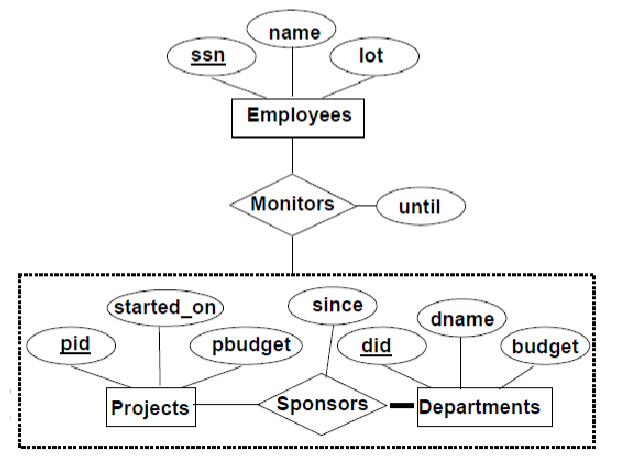 name
ssn
lot
Employees
Monitors
until
started_on
since
dname
pid
pbudget
did
budget
Projects
Sponsors
Departments